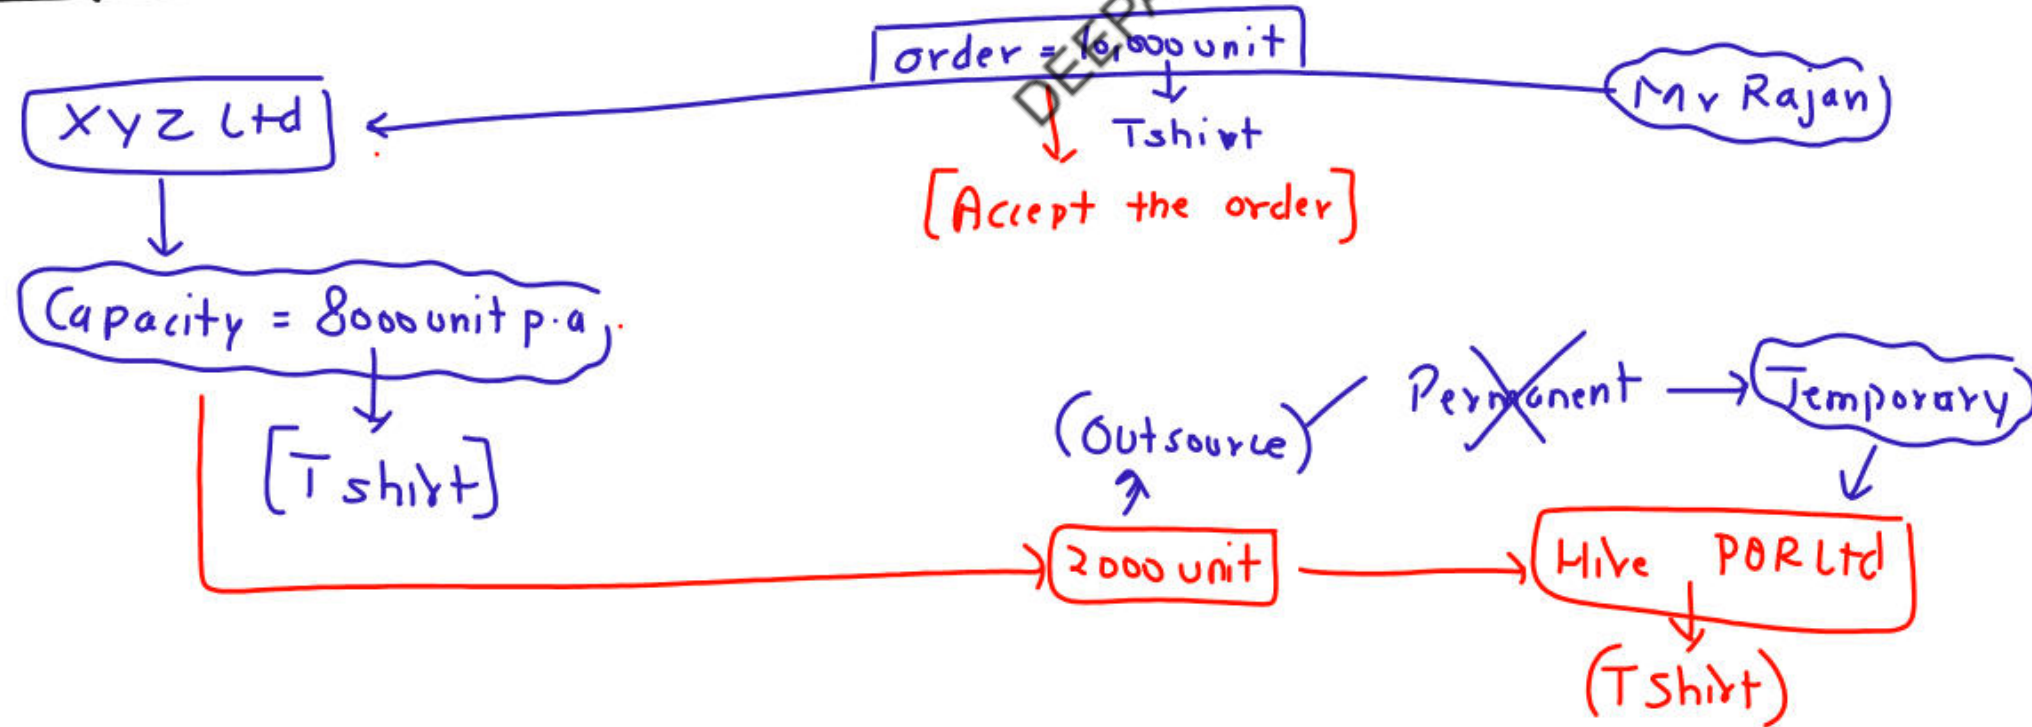 order = 10,000 unit
Mr Rajan
XYZ Ltd
Tshirt
[Accept the order]
Capacity = 8000 unit p.a.
(Outsource)
Permanent
Temporary
[Tshirt]
2000 unit
Hire PQR Ltd
(Tshirt)